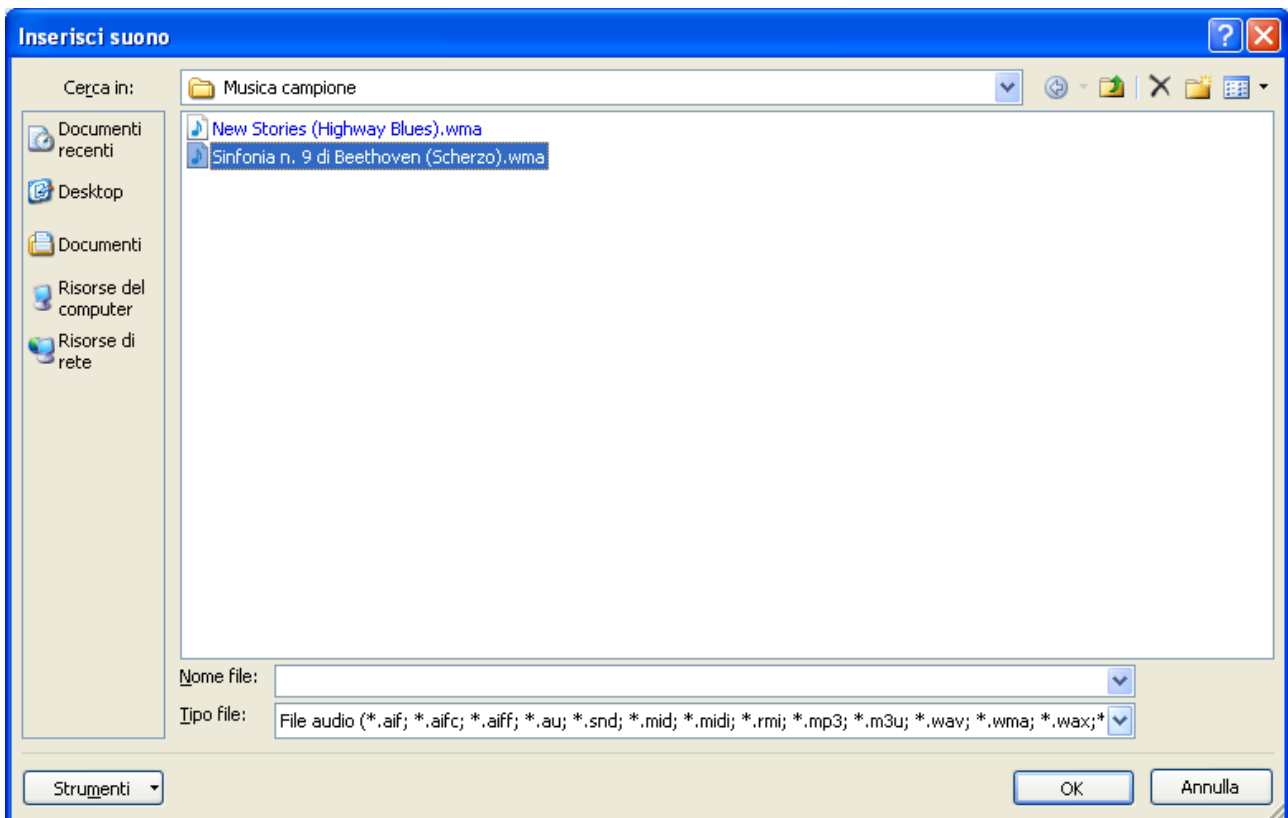 Inserisci suono
Cerca in:
Musica campione
Documenti
recenti
Desktop
Documenti
Risorse del
computer
Risorse di
rete
New Stories (Highway Blues).wma
Sinfonia n. 9 di Beethoven (Scherzo).wma
Nome file:
Tipo file:
File audio (*.aif; *.aifc; *.aiff; *.au; *.snd; *.mid; *.midi; *.rmi; *.mp3; *.m3u; *.wav; *.wma; *.wax;*
Strumenti
OK
Annulla